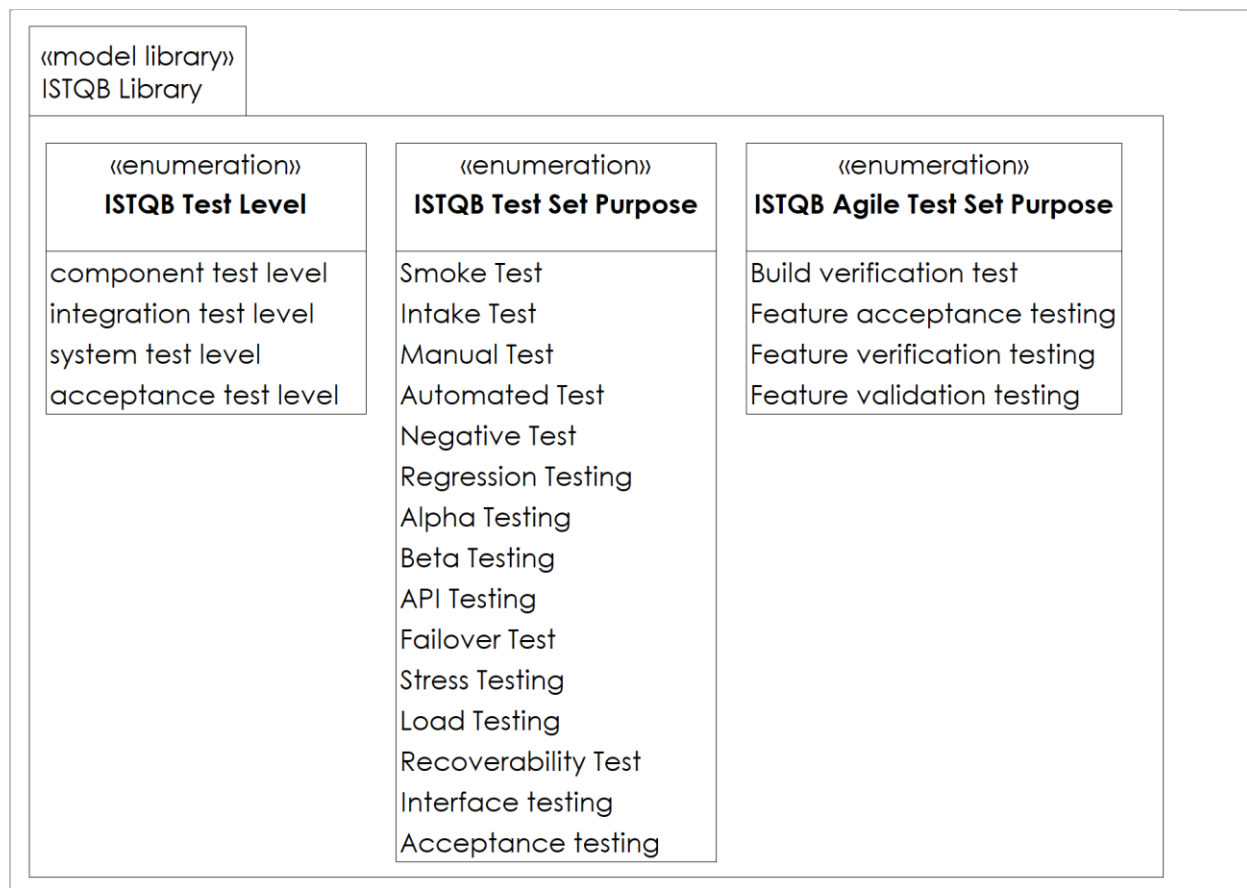 «model library»
ISTQB Library
«enumeration»
ISTQB Test Level
component test level
integration test level
system test level
acceptance test level
«enumeration»
ISTQB Test Set Purpose
Smoke Test
Intake Test
Manual Test
Automated Test
Negative Test
Regression Testing
Alpha Testing
Beta Testing
API Testing
Failover Test
Stress Testing
Load Testing
Recoverability Test
Interface testing
Acceptance testing
«enumeration»
ISTQB Agile Test Set Purpose
Build verification test
Feature acceptance testing
Feature verification testing
Feature validation testing